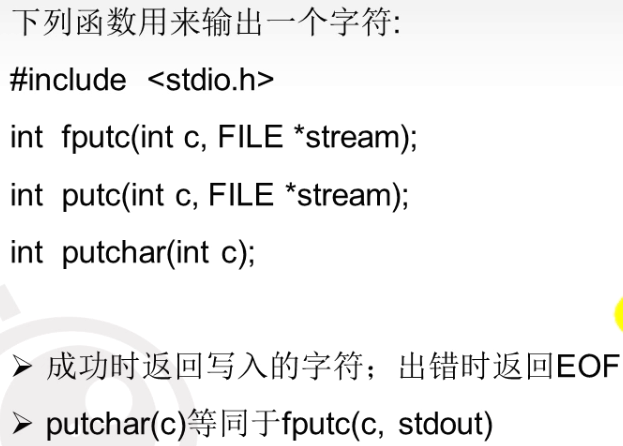 下列函数用来输出一个字符:
#include <stdio.h>
int fputc(int c, FILE *stream);
int putc(int c, FILE *stream);
int putchar(int c);
➢ 成功时返回写入的字符；出错时返回EOF
➢ putchar(c)等同于fputc(c, stdout)